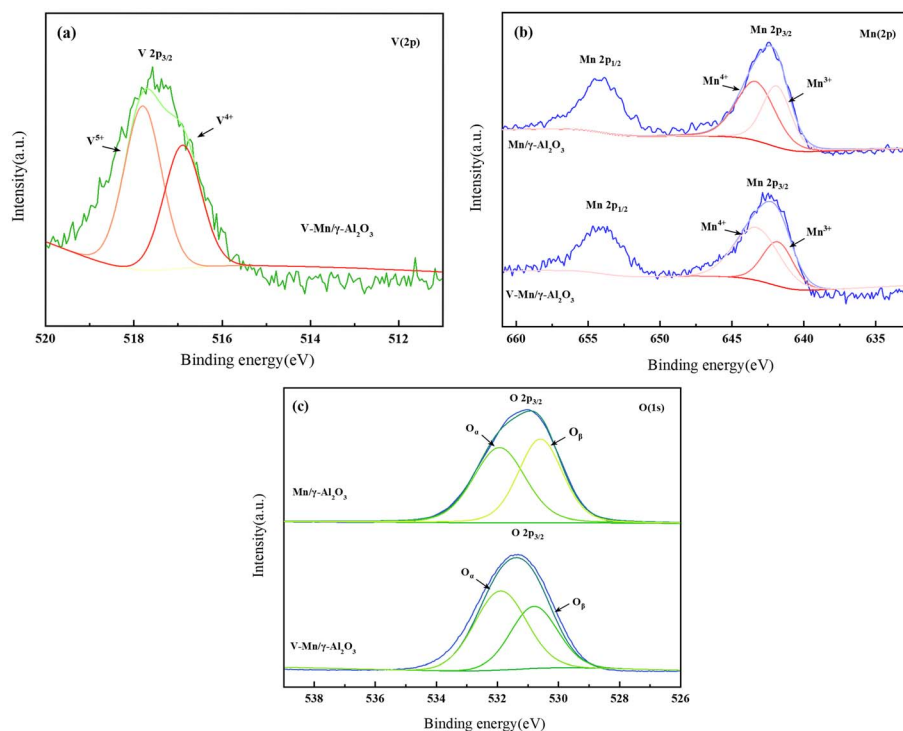 (a)
V(2p)
V 2p₃/₂
V⁵⁺
V⁴⁺
V-Mn/γ-Al₂O₃
Intensity(a.u.)
520 518 516 514 512
Binding energy(eV)
(b)
Mn(2p)
Mn 2p₃/₂
Mn 2p₁/₂
Mn⁴⁺
Mn³⁺
Mn/γ-Al₂O₃
Mn 2p₃/₂
Mn 2p₁/₂
Mn⁴⁺
Mn³⁺
V-Mn/γ-Al₂O₃
Intensity(a.u.)
660 655 650 645 640 635
Binding energy(eV)
(c)
O 2p₃/₂
O(1s)
Oα
Oβ
Mn/γ-Al₂O₃
O 2p₃/₂
Oα
Oβ
V-Mn/γ-Al₂O₃
Intensity(a.u.)
538 536 534 532 530 528 526
Binding energy(eV)